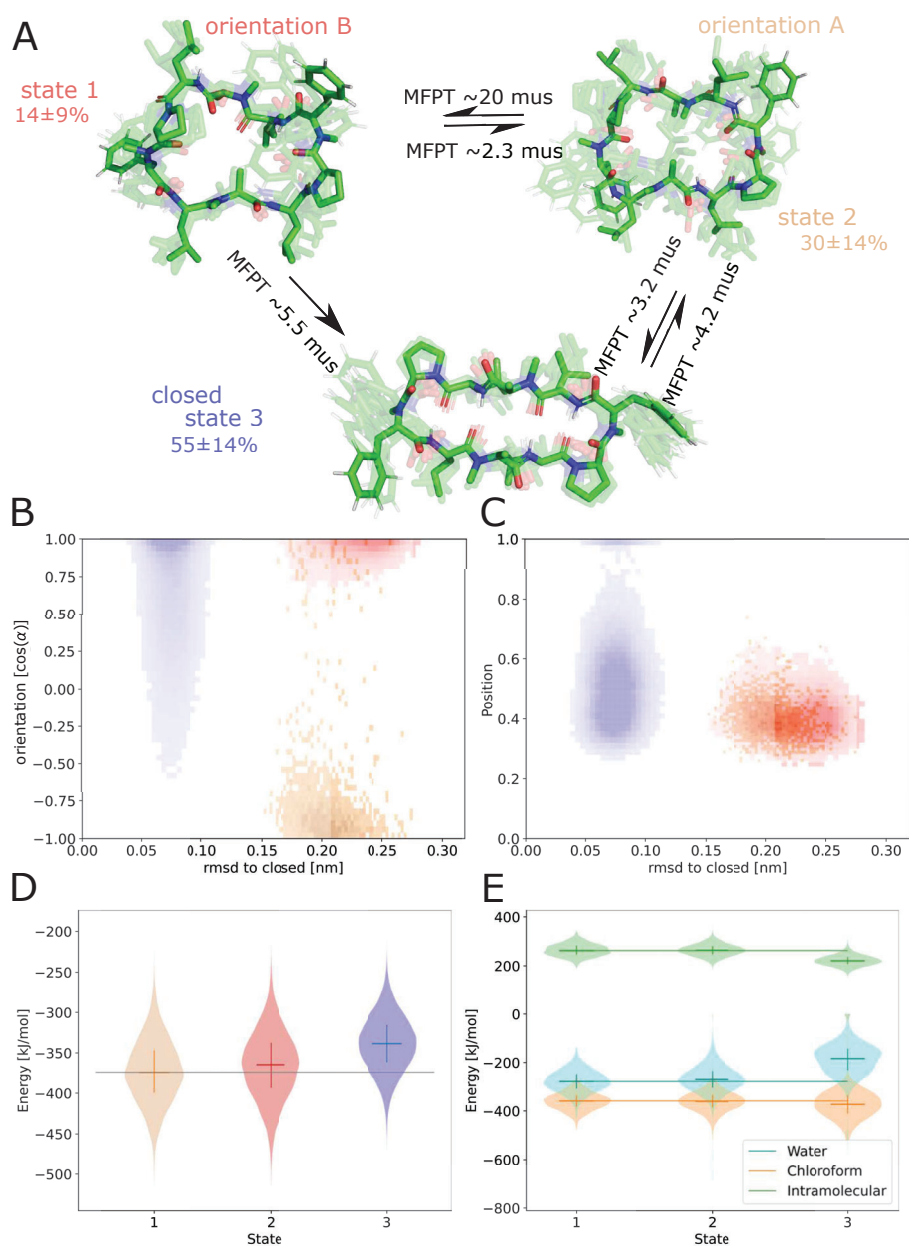 A
orientation B
orientation A
state 1
14±9%
MFPT ~20 mus
MFPT ~2.3 mus
state 2
30±14%
MFPT ~5.5 mus
MFPT ~3.2 mus
MFPT ~4.2 mus
closed
state 3
55±14%
B
1.00
0.75
0.50
0.25
0.00
−0.25
−0.50
−0.75
−1.00
orientation [cos(α)]
0.00 0.05 0.10 0.15 0.20 0.25 0.30
rmsd to closed [nm]
C
1.0
0.8
0.6
0.4
0.2
0.0
Position
0.00 0.05 0.10 0.15 0.20 0.25 0.30
rmsd to closed [nm]
D
−200
−250
−300
−350
−400
−450
−500
Energy [kJ/mol]
1 2 3
State
E
400
200
0
−200
−400
−600
−800
Energy [kJ/mol]
Water
Chloroform
Intramolecular
1 2 3
State